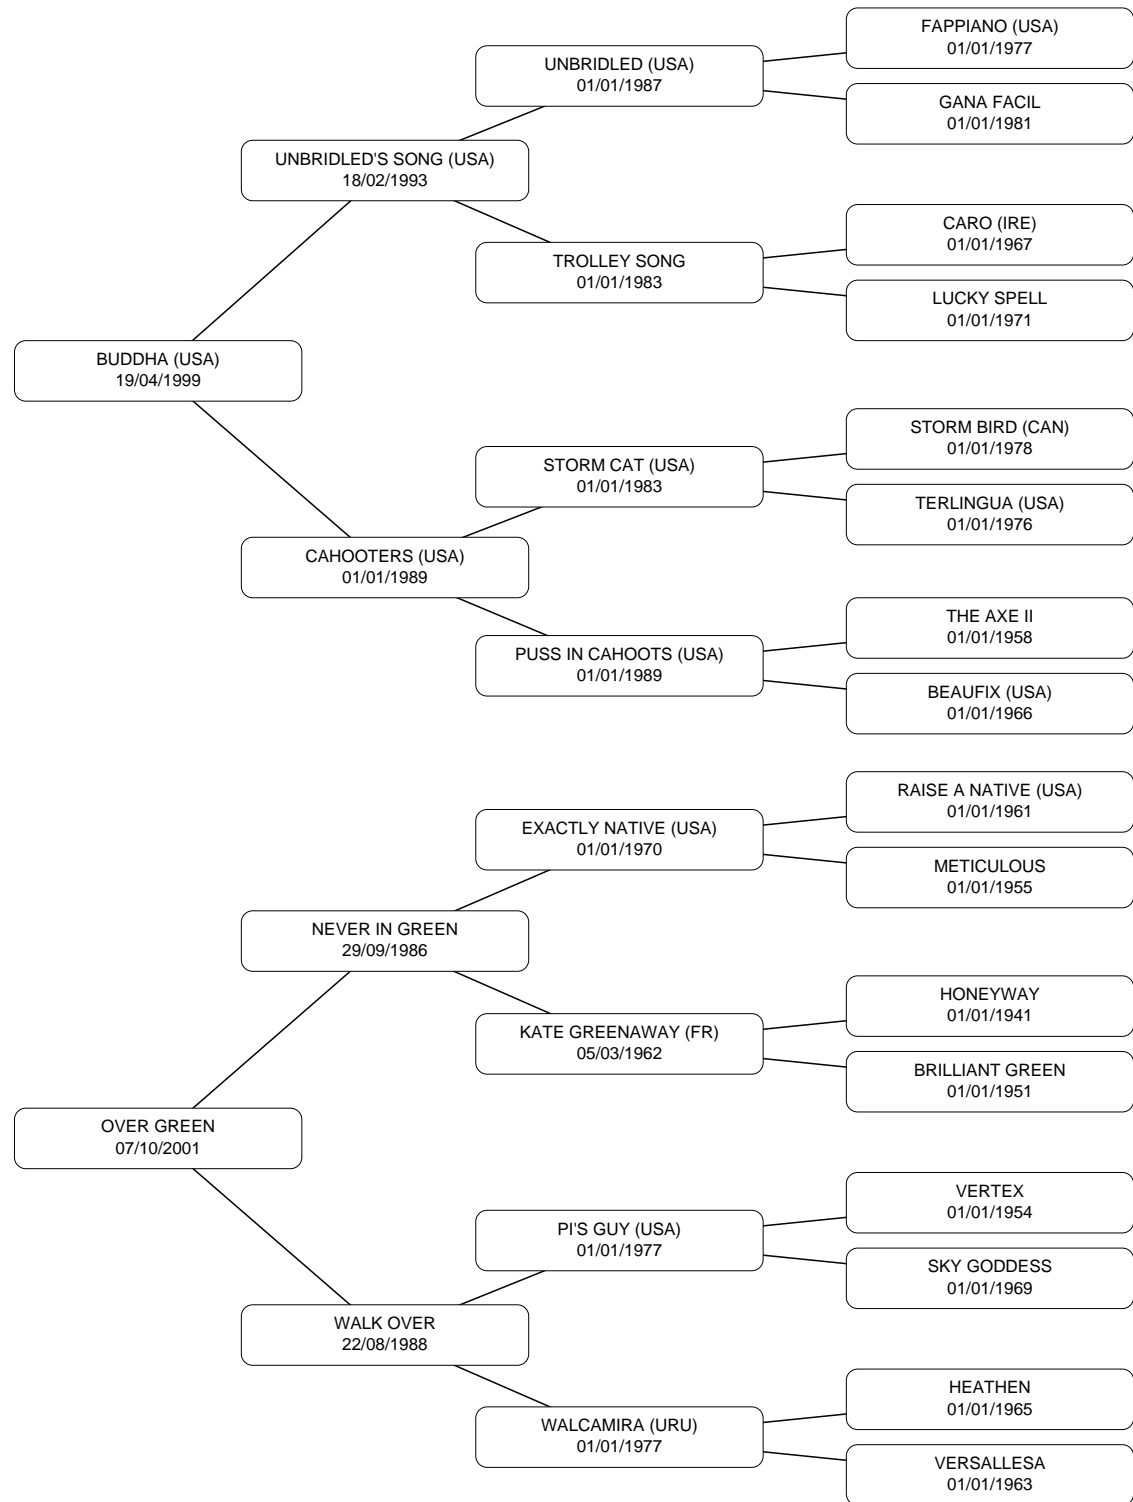 FAPPIANO (USA)
01/01/1977
UNBRIDLED (USA)
01/01/1987
GANA FACIL
01/01/1981
UNBRIDLED'S SONG (USA)
18/02/1993
CARO (IRE)
01/01/1967
TROLLEY SONG
01/01/1983
LUCKY SPELL
01/01/1971
BUDDHA (USA)
19/04/1999
STORM BIRD (CAN)
01/01/1978
STORM CAT (USA)
01/01/1983
TERLINGUA (USA)
01/01/1976
CAHOOTERS (USA)
01/01/1989
THE AXE II
01/01/1958
PUSS IN CAHOOTS (USA)
01/01/1989
BEAUFIX (USA)
01/01/1966
RAISE A NATIVE (USA)
01/01/1961
EXACTLY NATIVE (USA)
01/01/1970
METICULOUS
01/01/1955
NEVER IN GREEN
29/09/1986
HONEYWAY
01/01/1941
KATE GREENAWAY (FR)
05/03/1962
BRILLIANT GREEN
01/01/1951
OVER GREEN
07/10/2001
VERTEX
01/01/1954
PI'S GUY (USA)
01/01/1977
SKY GODDESS
01/01/1969
WALK OVER
22/08/1988
HEATHEN
01/01/1965
WALCAMIRA (URU)
01/01/1977
VERSALLESA
01/01/1963